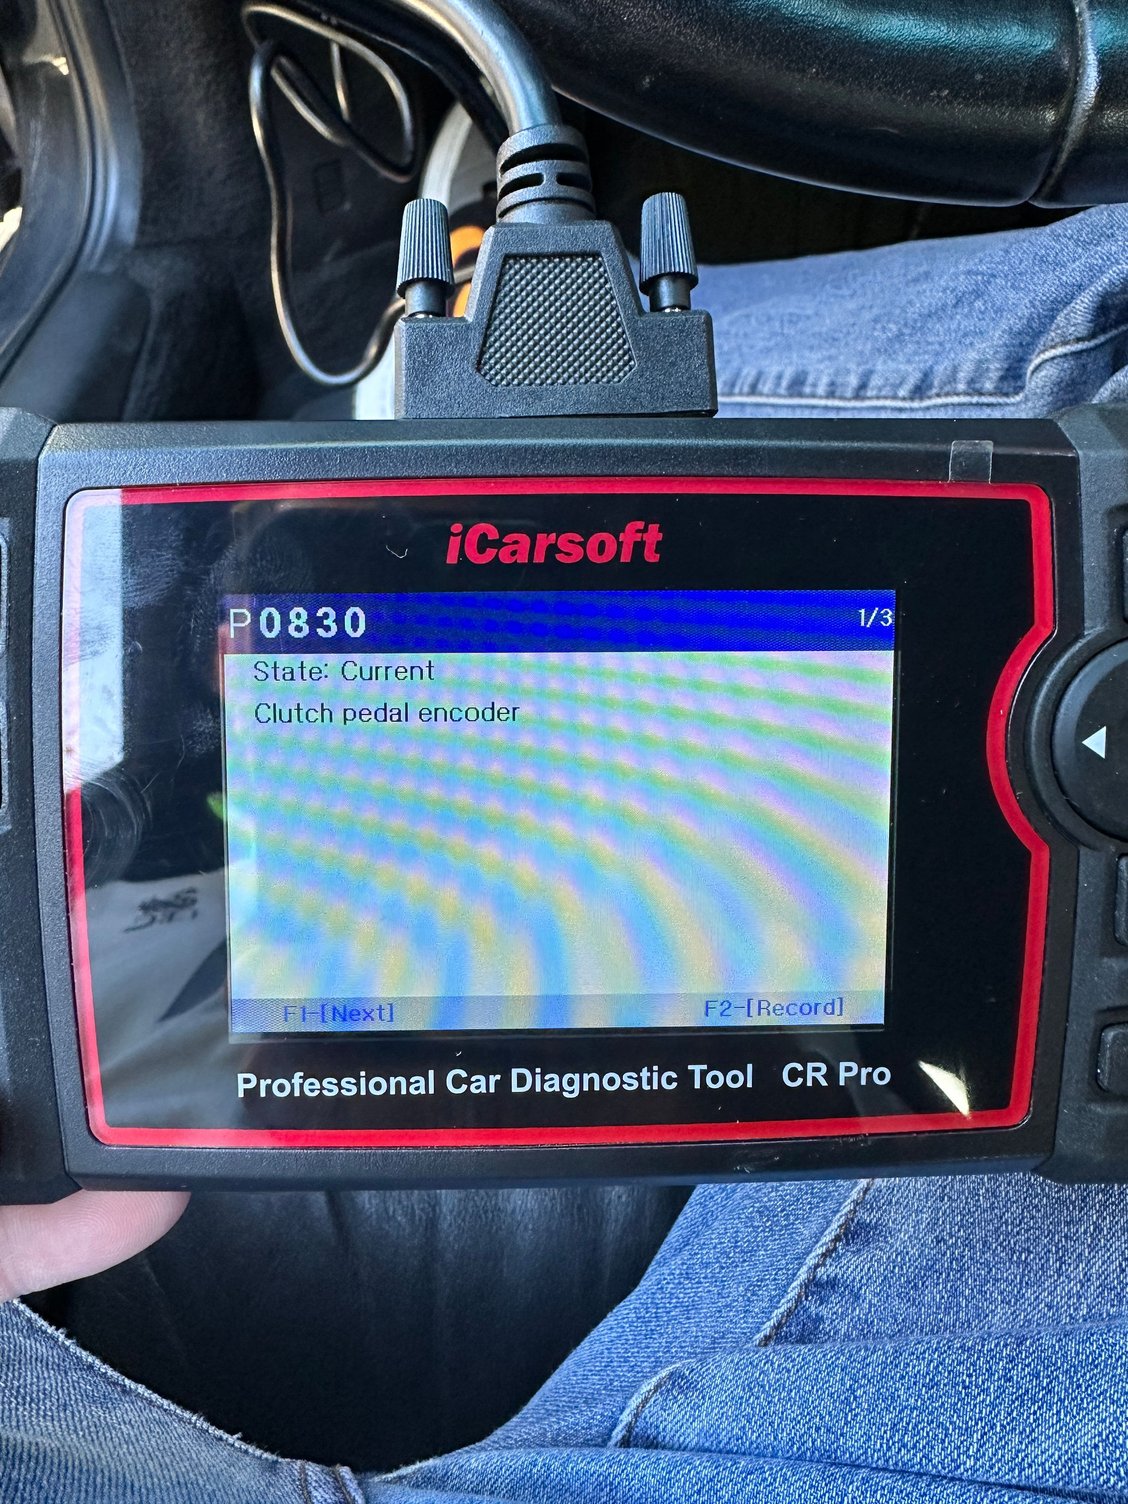 iCarsoft
P0830
1/3
State: Current
Clutch pedal encoder
F1-[Next]
F2-[Record]
Professional Car Diagnostic Tool CR Pro